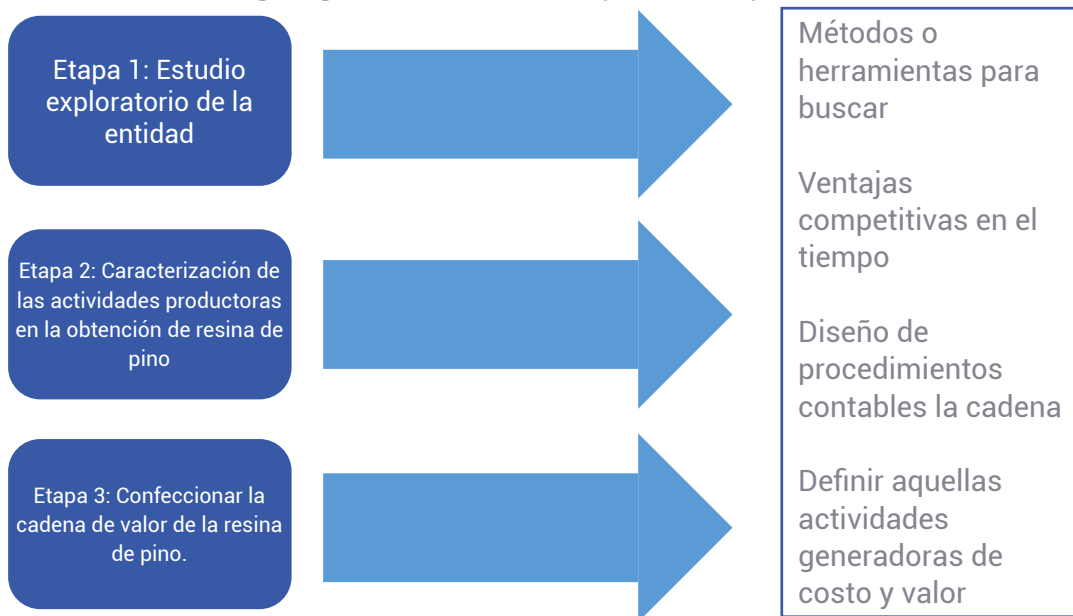 Etapa 1: Estudio
exploratorio de la
entidad
Etapa 2: Caracterización de
las actividades productoras
en la obtención de resina de
pino
Etapa 3: Confeccionar la
cadena de valor de la resina
de pino.
Métodos o
herramientas para
buscar
Ventajas
competitivas en el
tiempo
Diseño de
procedimientos
contables la cadena
Definir aquellas
actividades
generadoras de
costo y valor